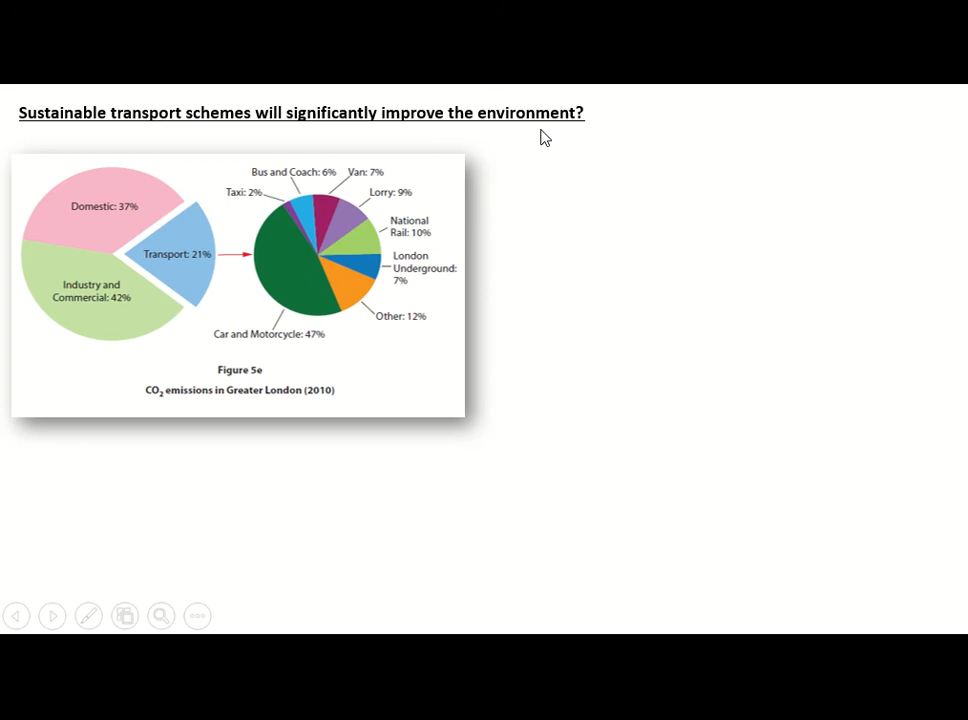 Sustainable transport schemes will significantly improve the environment?
Domestic: 37%
Transport: 21%
Industry and
Commercial: 42%
Bus and Coach: 6%
Van: 7%
Taxi: 2%
Lorry: 9%
National
Rail: 10%
London
Underground:
7%
Other: 12%
Car and Motorcycle: 47%
Figure 5e
CO₂ emissions in Greater London (2010)